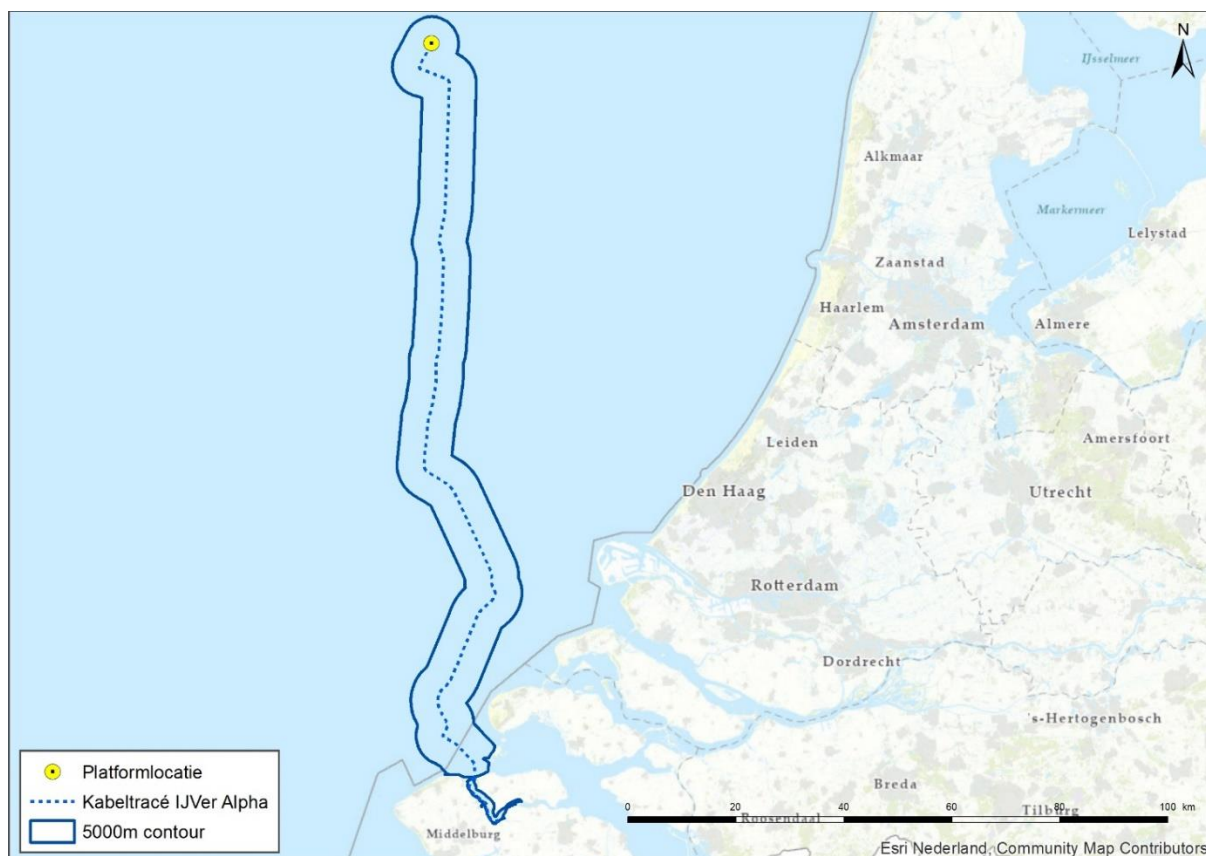 N
IJsselmeer
Alkmaar
Markermeer
Lelystad
Zaanstad
Haarlem
Amsterdam
Almere
Leiden
Amersfoort
Den Haag
Utrecht
Rotterdam
Dordrecht
's-Hertogenbosch
Breda
Tilburg
Roosendaal
Middelburg
Platformlocatie
Kabeltracé IJVer Alpha
5000m contour
0 20 40 60 80 100 km
Esri Nederland, Community Map Contributors